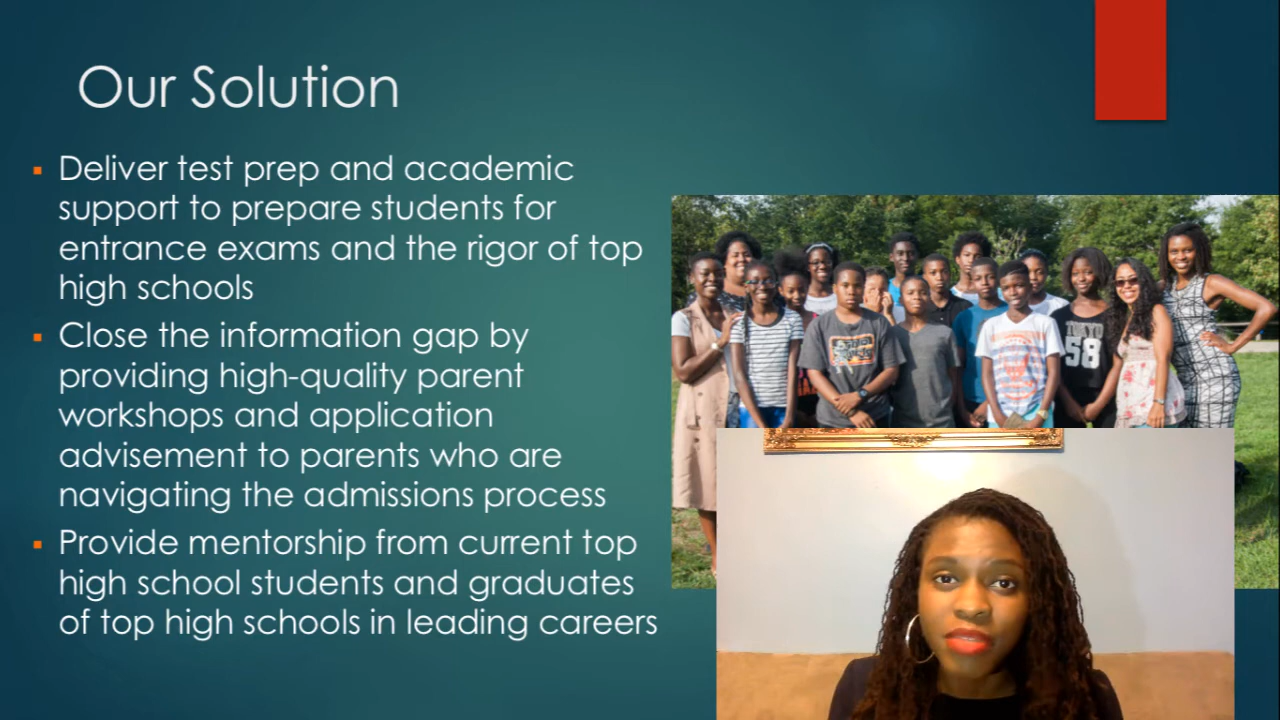 Our Solution
Deliver test prep and academic
support to prepare students for
entrance exams and the rigor of top
high schools
Close the information gap by
providing high-quality parent
workshops and application
advisement to parents who are
navigating the admissions process
Provide mentorship from current top
high school students and graduates
of top high schools in leading careers
TOKYO
58